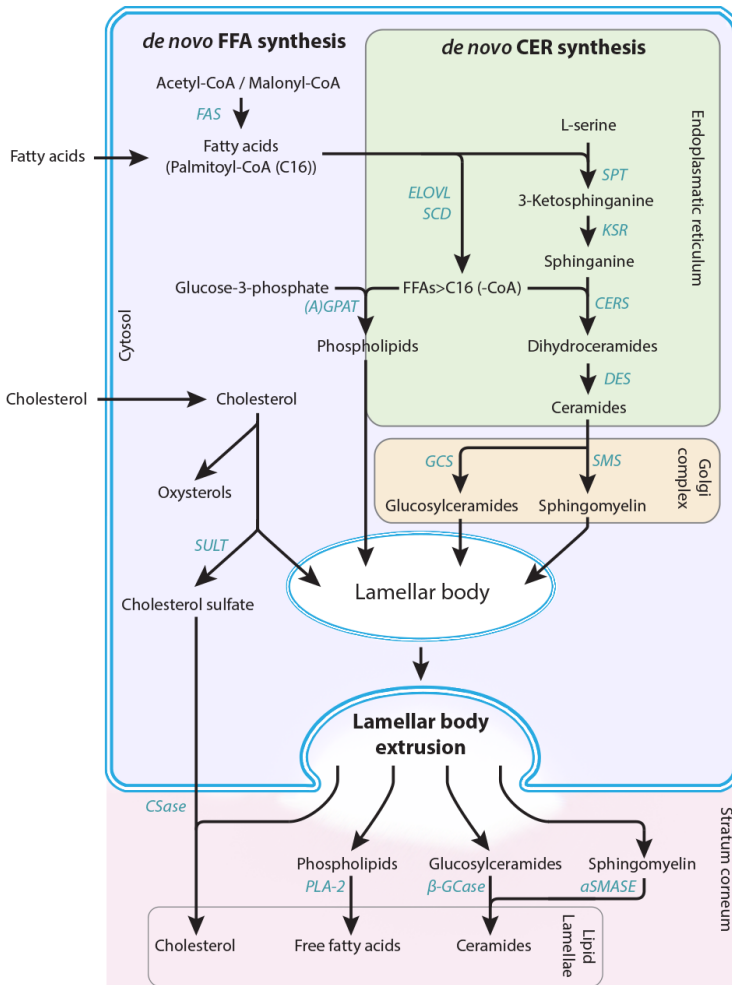 de novo FFA synthesis
de novo CER synthesis
Acetyl-CoA / Malonyl-CoA
FAS
L-serine
Fatty acids
Fatty acids
(Palmitoyl-CoA (C16))
SPT
ELOVL
SCD
3-Ketosphinganine
KSR
Endoplasmatic reticulum
Sphinganine
Glucose-3-phosphate
FFAs>C16 (-CoA)
(A)GPAT
CERS
Cytosol
Phospholipids
Dihydroceramides
DES
Cholesterol
Cholesterol
Ceramides
GCS
SMS
Golgi
complex
Oxysterols
Glucosylceramides
Sphingomyelin
SULT
Lamellar body
Cholesterol sulfate
Lamellar body
extrusion
CSase
Stratum corneum
Phospholipids
Glucosylceramides
Sphingomyelin
PLA-2
β-GCase
aSMASE
Cholesterol
Free fatty acids
Ceramides
Lipid
Lamellae